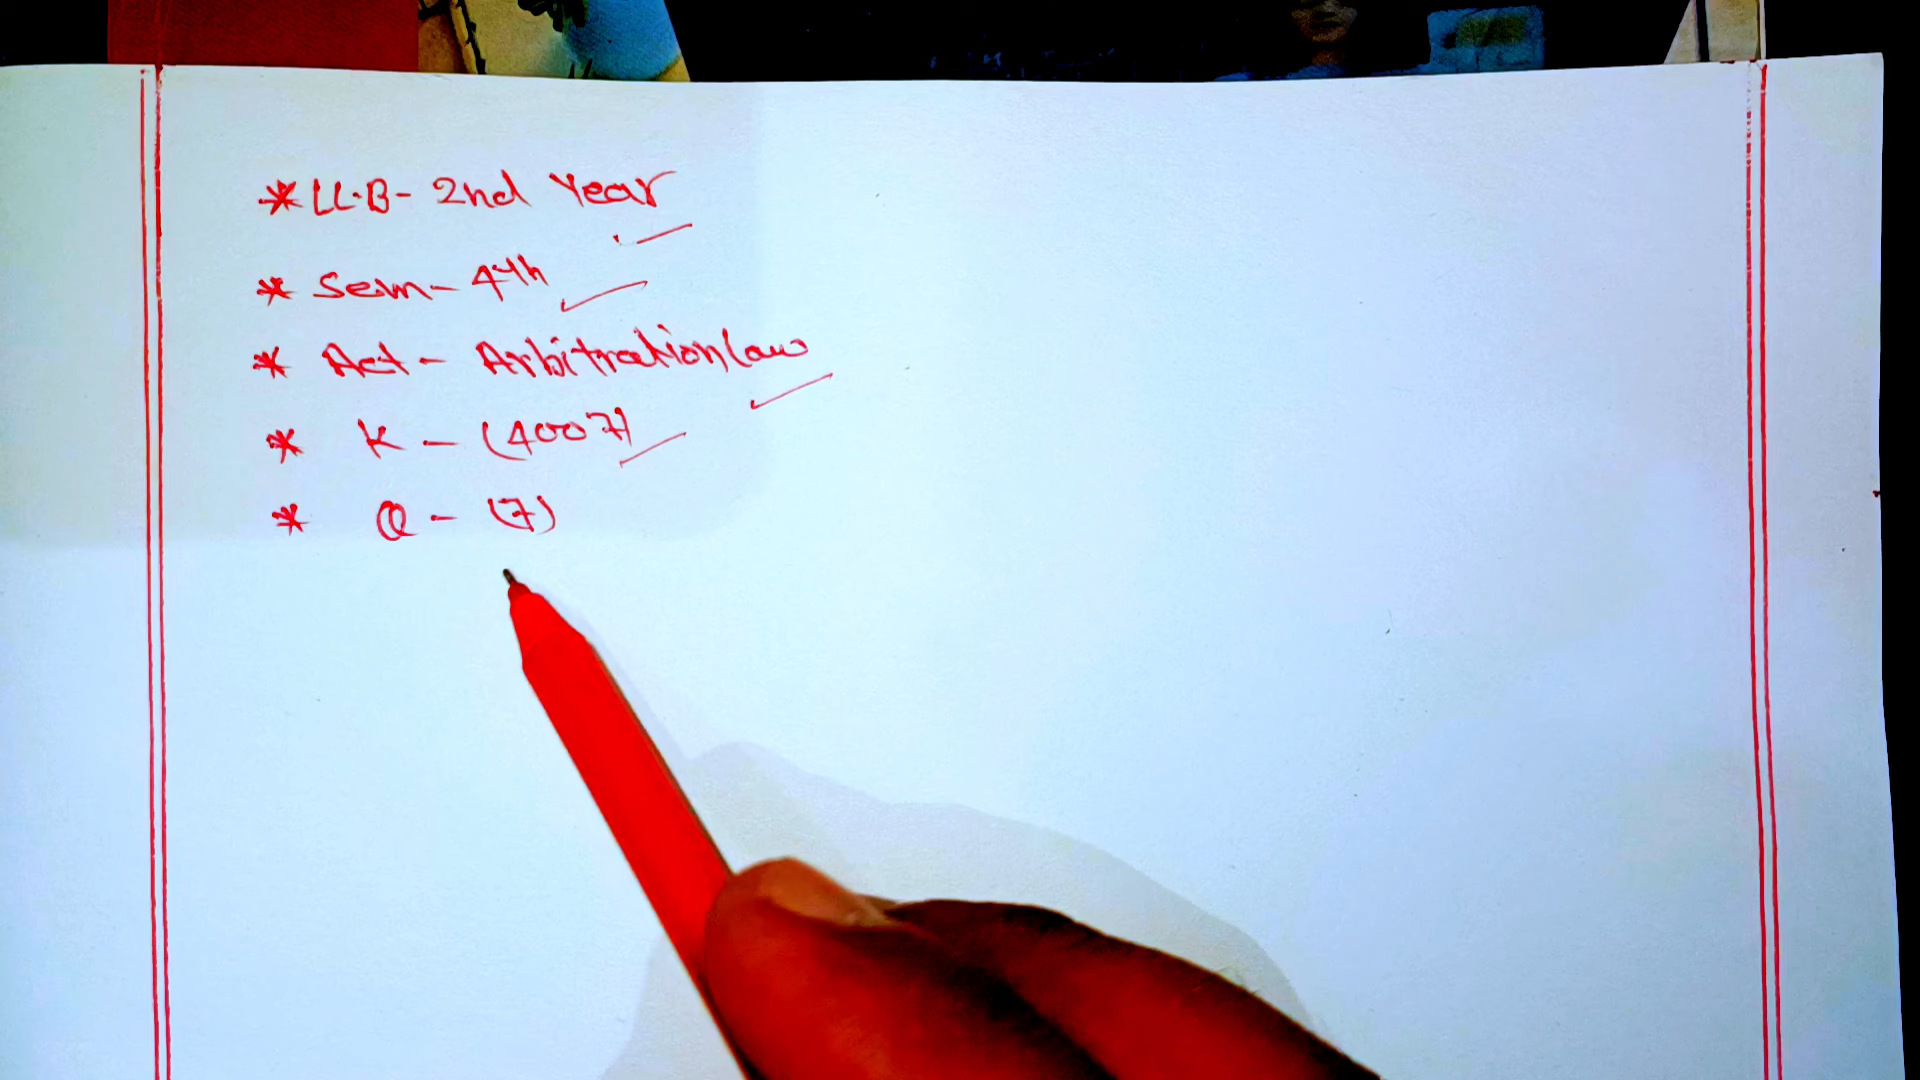 * LL.B- 2nd Year
* Sem- 4th
* Act - Arbitration law
* K - (4007)
* Q - (7)